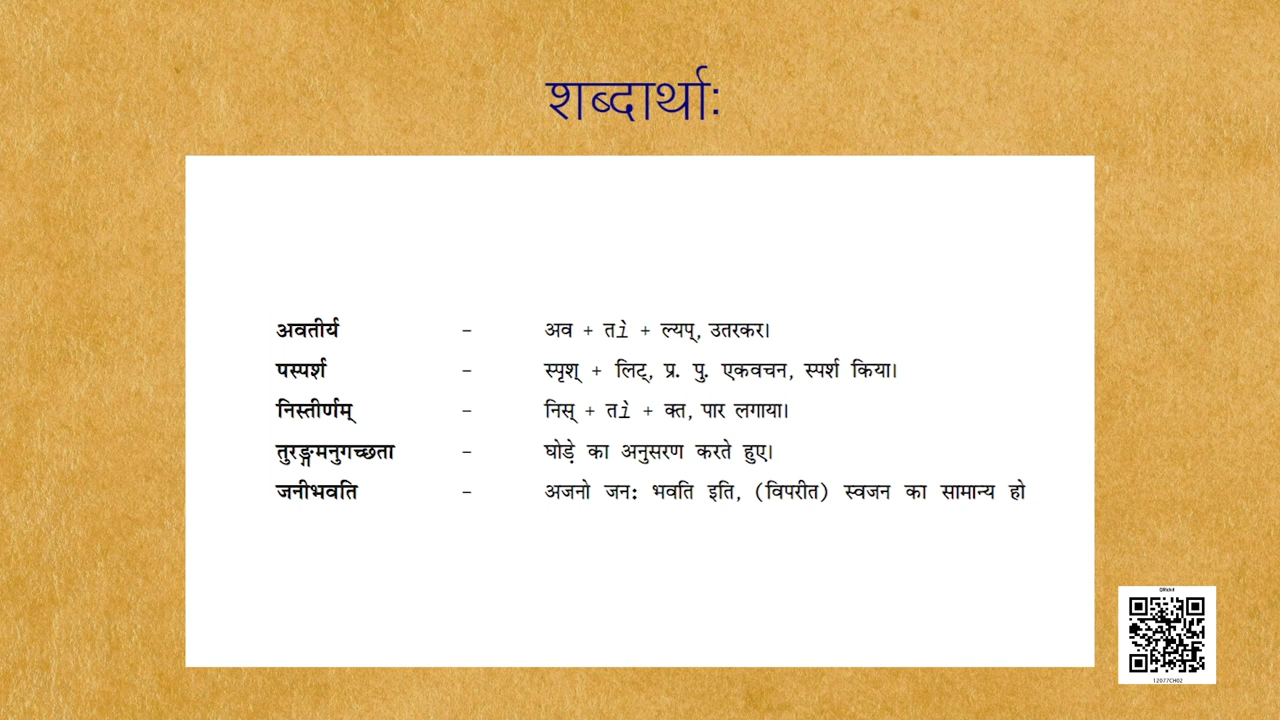 शब्दार्थाः
अवतीर्य – अव + तॄ + ल्यप्, उतरकर।
पस्पर्श – स्पृश् + लिट्, प्र. पु. एकवचन, स्पर्श किया।
निस्तीर्णम् – निस् + तॄ + क्त, पार लगाया।
तुरङ्गमनुगच्छता – घोड़े का अनुसरण करते हुए।
जनीभवति – अजनो जनः भवति इति, (विपरीत) स्वजन का सामान्य हो
12077CH02